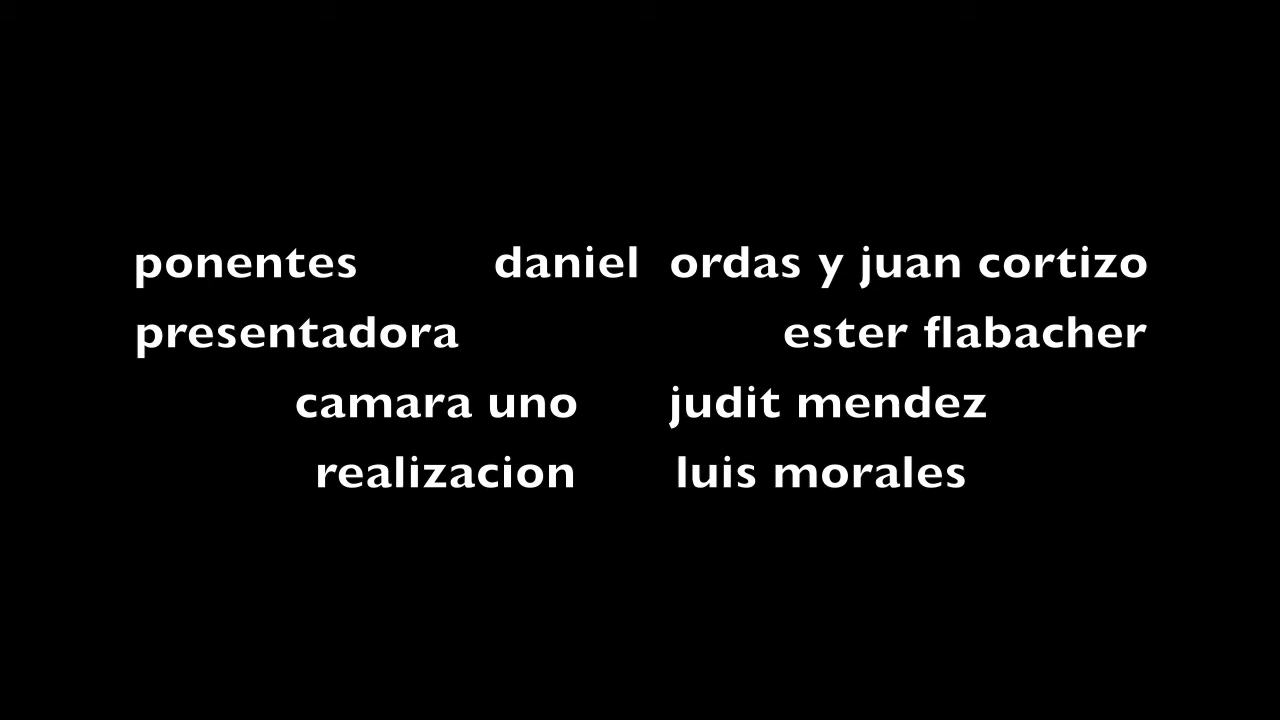 ponentes daniel ordas y juan cortizo
presentadora ester flabacher
camara uno judit mendez
realizacion luis morales